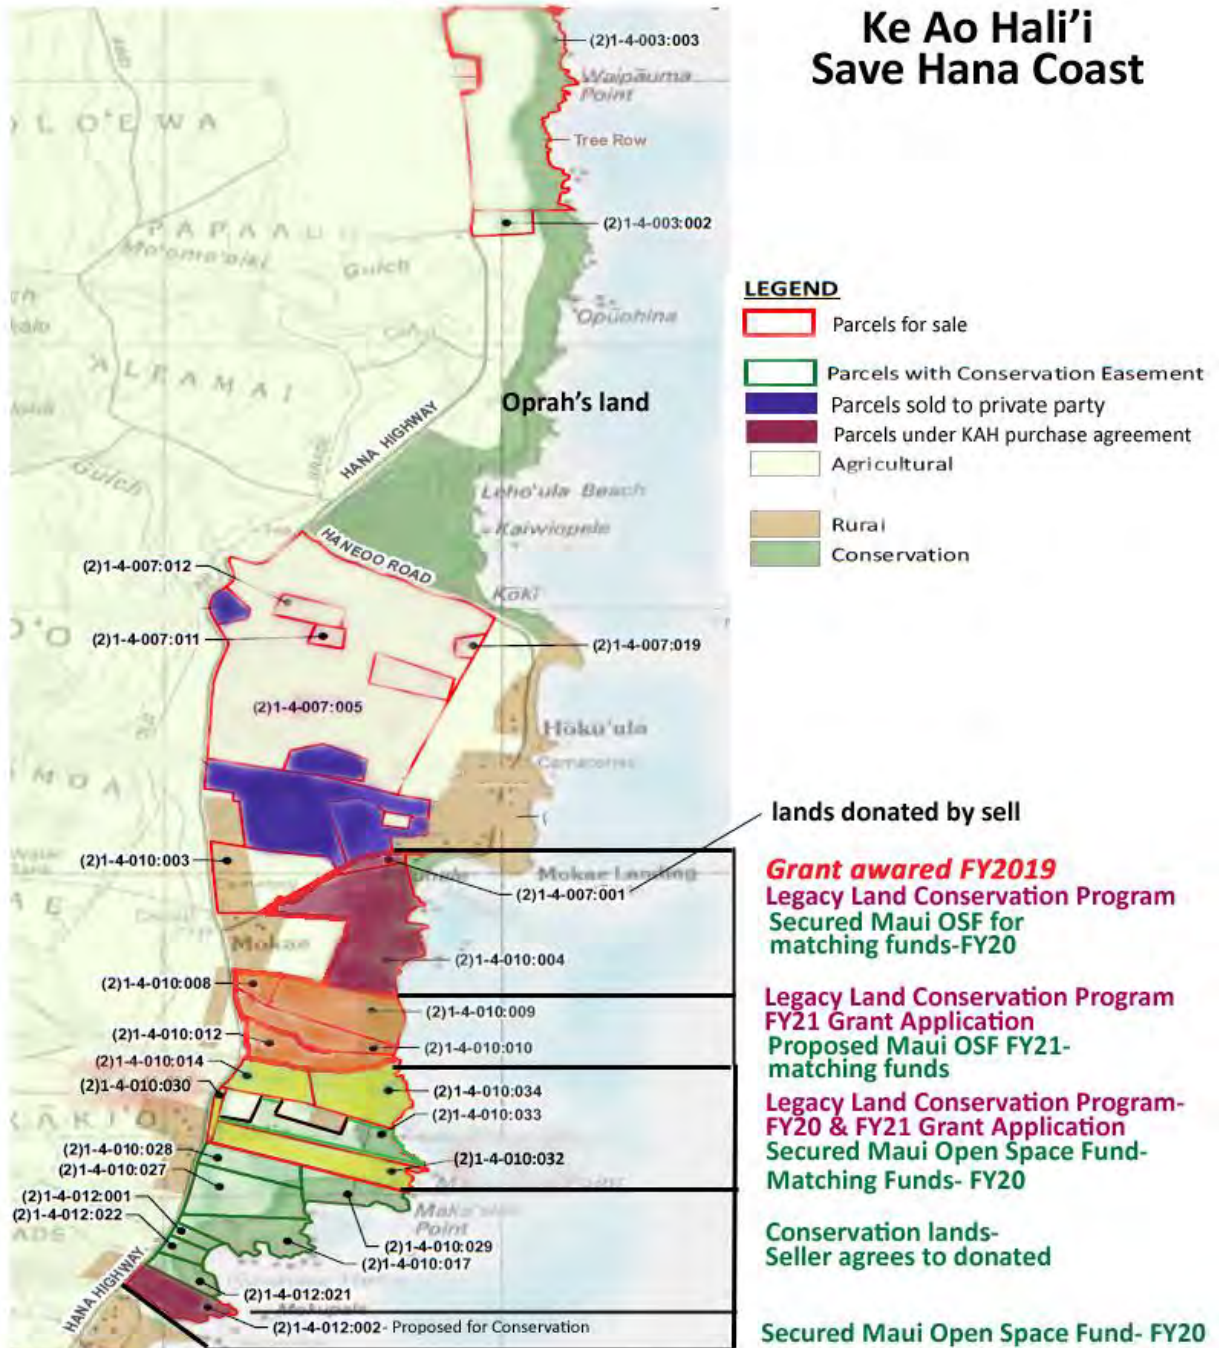 Ke Ao Hali’i
Save Hana Coast
(2)1-4-003:003
Waipāuma
Point
L O ‘ E W A
Tree Row
(2)1-4-003:002
P A P A A U
Mo‘oma‘aiki
Gulch
‘Opūohina
‘A L E A M A I
Oprah’s land
HANA HIGHWAY
Gulch
Leho‘ula Beach
Kaiwiopele
HANEOO ROAD
Koki
(2)1-4-007:012
(2)1-4-007:011
(2)1-4-007:019
(2)1-4-007:005
M O A
LEGEND
Parcels for sale
Parcels with Conservation Easement
Parcels sold to private party
Parcels under KAH purchase agreement
Agricultural
Rural
Conservation
lands donated by sell
(2)1-4-010:003
Mokae Landing
(2)1-4-007:001
Mokae
(2)1-4-010:004
(2)1-4-010:008
(2)1-4-010:009
(2)1-4-010:012
(2)1-4-010:010
(2)1-4-010:014
(2)1-4-010:030
(2)1-4-010:034
(2)1-4-010:033
(2)1-4-010:028
(2)1-4-010:032
(2)1-4-010:027
(2)1-4-012:001
(2)1-4-012:022
Point
ADS
(2)1-4-010:029
(2)1-4-010:017
HANA HIGHWAY
(2)1-4-012:021
(2)1-4-012:002- Proposed for Conservation
Grant awared FY2019
Legacy Land Conservation Program
Secured Maui OSF for
matching funds-FY20
Legacy Land Conservation Program
FY21 Grant Application
Proposed Maui OSF FY21-
matching funds
Legacy Land Conservation Program-
FY20 & FY21 Grant Application
Secured Maui Open Space Fund-
Matching Funds- FY20
Conservation lands-
Seller agrees to donated
Secured Maui Open Space Fund- FY20